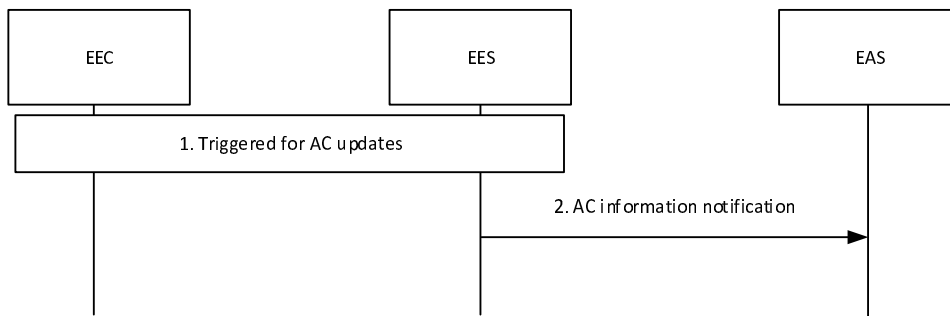 EEC
EES
EAS
1. Triggered for AC updates
2. AC information notification